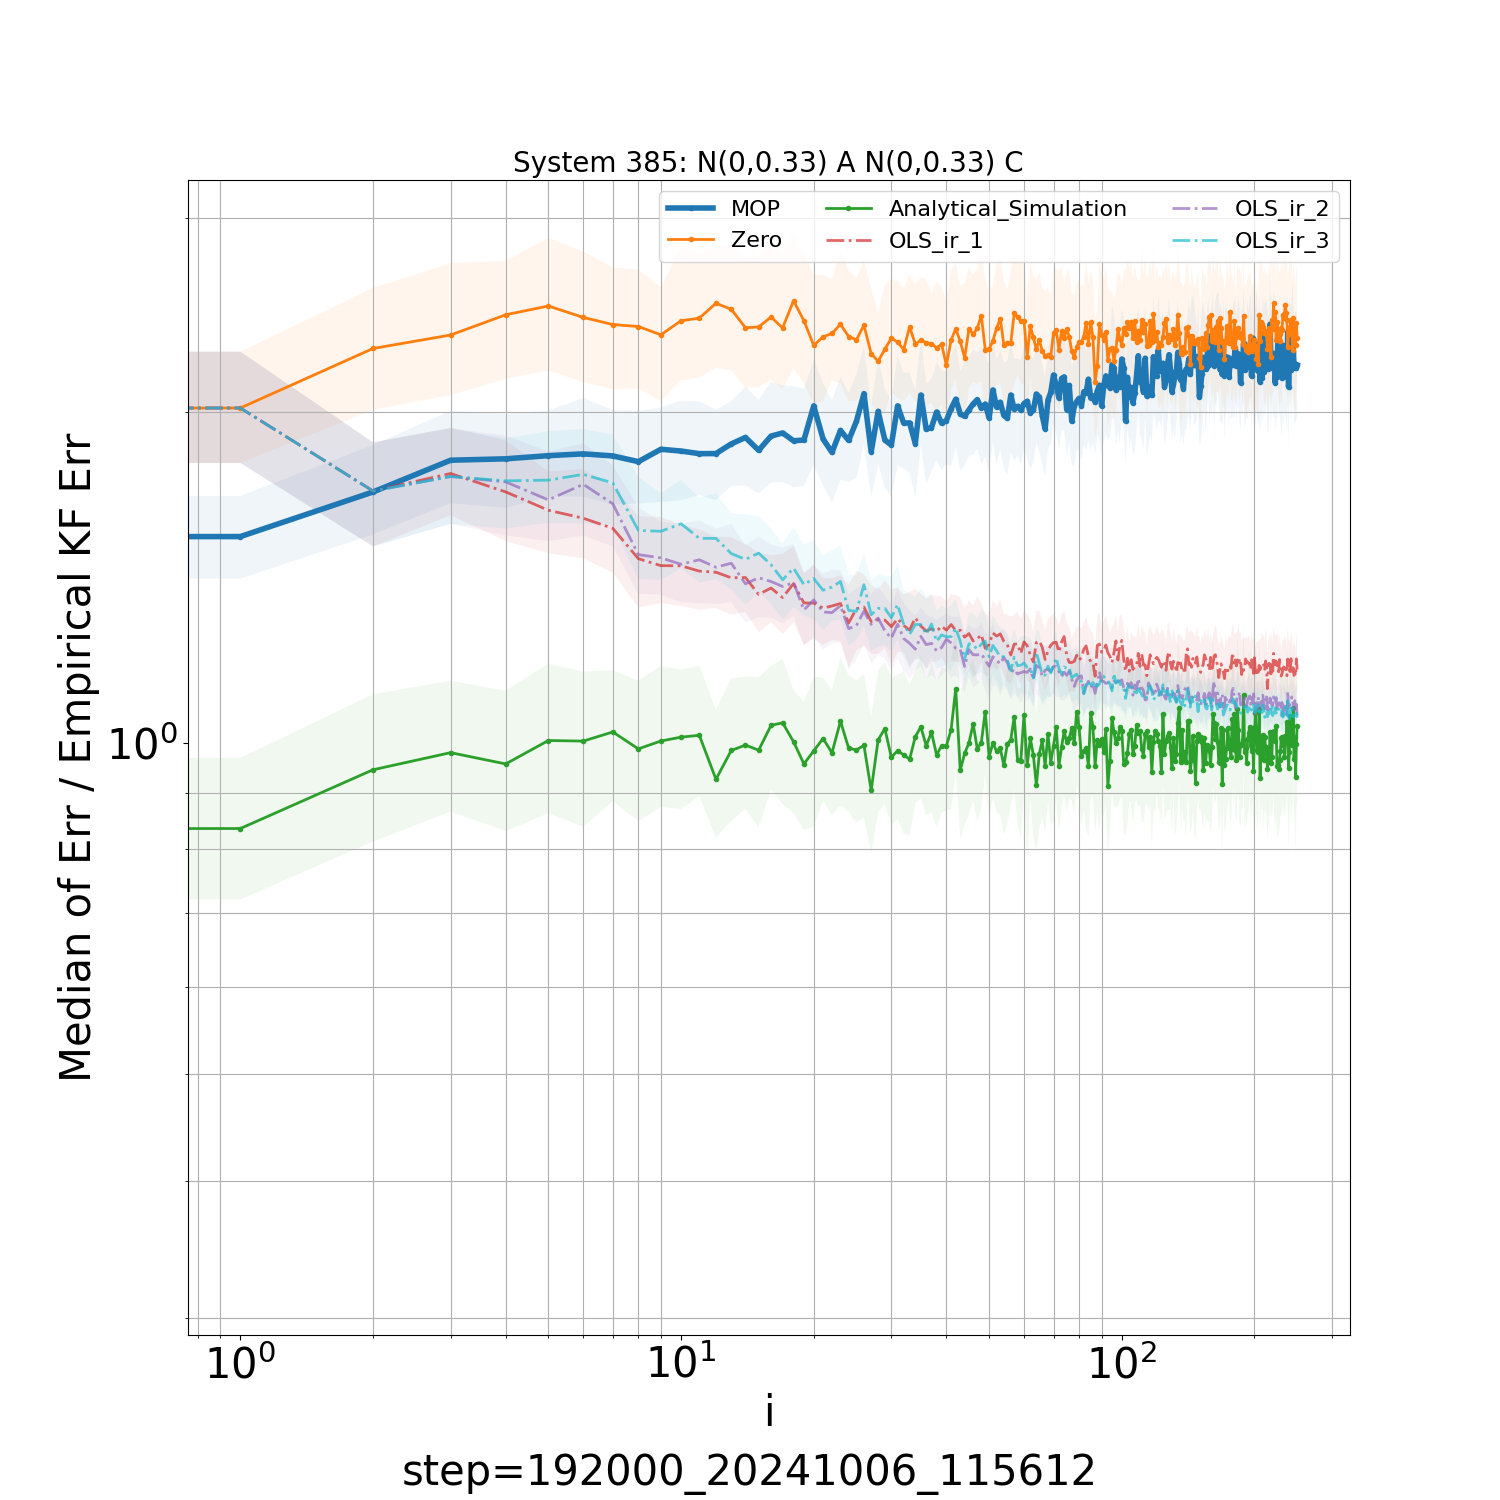 System 385: N(0,0.33) A N(0,0.33) C
MOP
Zero
Analytical_Simulation
OLS_ir_1
OLS_ir_2
OLS_ir_3
Median of Err / Empirical KF Err
10⁰
10⁰
10¹
10²
i
step=192000_20241006_115612